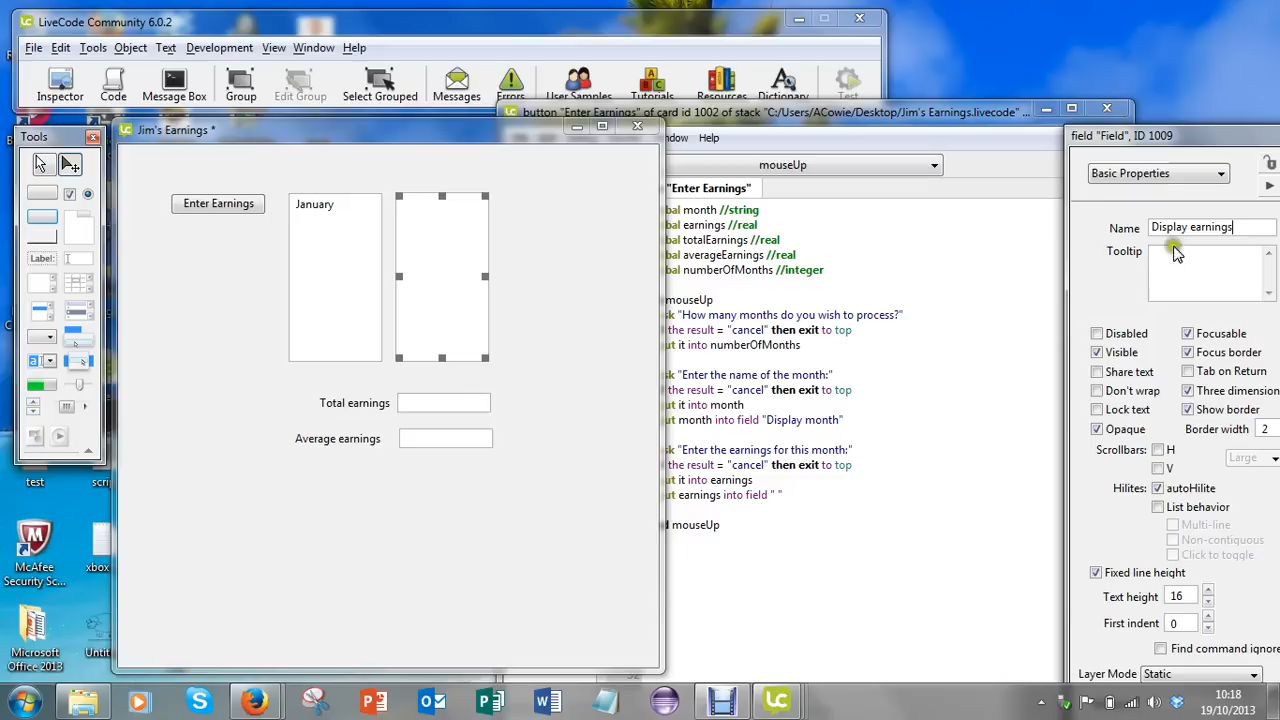 LiveCode Community 6.0.2
File Edit Tools Object Text Development View Window Help
Inspector Code Message Box Group Edit Group Select Grouped Messages Errors User Samples Tutorials Resources Dictionary Test
button "Enter Earnings" of card id 1002 of stack "C:/Users/ACowie/Desktop/Jim's Earnings.livecode" ...
Tools
Jim's Earnings *
field "Field", ID 1009
Help
mouseUp
Basic Properties
"Enter Earnings"
Enter Earnings
January
Label:
Total earnings
Average earnings
bal month //string
bal earnings //real
bal totalEarnings //real
bal averageEarnings //real
bal numberOfMonths //integer
mouseUp
sk "How many months do you wish to process?"
the result = "cancel" then exit to top
ut it into numberOfMonths
sk "Enter the name of the month:"
the result = "cancel" then exit to top
ut it into month
ut month into field "Display month"
sk "Enter the earnings for this month:"
the result = "cancel" then exit to top
ut it into earnings
ut earnings into field " "
d mouseUp
Name Display earnings
Tooltip
Disabled Focusable
Visible Focus border
Share text Tab on Return
Don't wrap Three dimension
Lock text Show border
Opaque Border width 2
Scrollbars: H Large
V
Hilites: autoHilite
List behavior
Multi-line
Non-contiguous
Click to toggle
Fixed line height
Text height 16
First indent 0
Find command ignore
Layer Mode Static
test
scri
McAfee
Security Sc...
xbox
Microsoft
Office 2013
Untit
10:18
19/10/2013